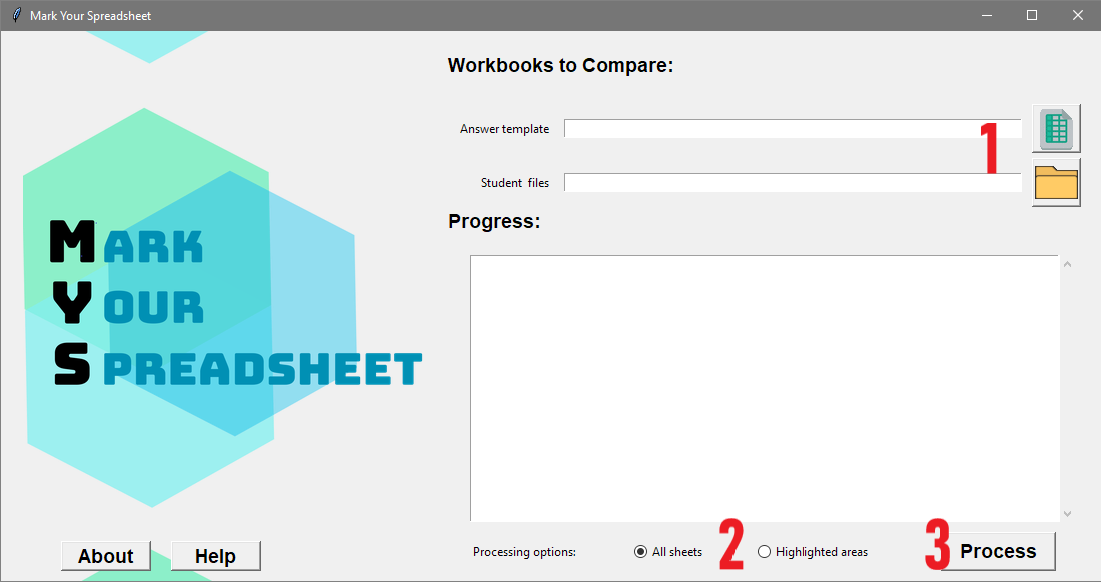 Mark Your Spreadsheet
Workbooks to Compare:
Answer template
1
Student files
Progress:
MARK
YOUR
SPREADSHEET
About
Help
Processing options:
All sheets
2
Highlighted areas
3
Process